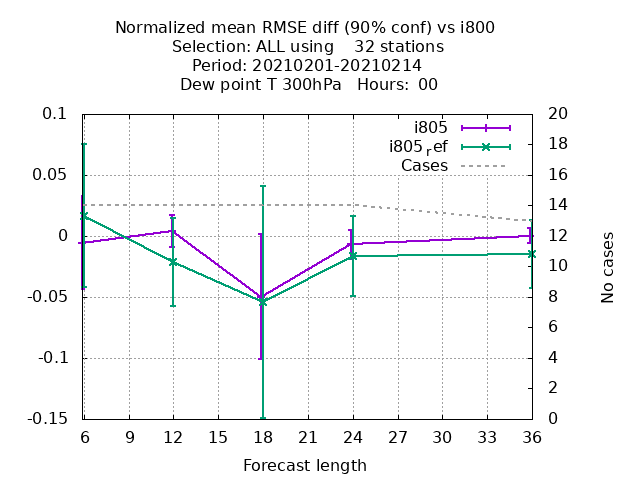 Normalized mean RMSE diff (90% conf) vs i800
Selection: ALL using    32 stations
Period: 20210201-20210214
Dew point T 300hPa   Hours:  00
0.1
0.05
0
-0.05
-0.1
-0.15
20
18
16
14
12
10
8
6
4
2
0
i805
i805ref
Cases
No cases
6 9 12 15 18 21 24 27 30 33 36
Forecast length